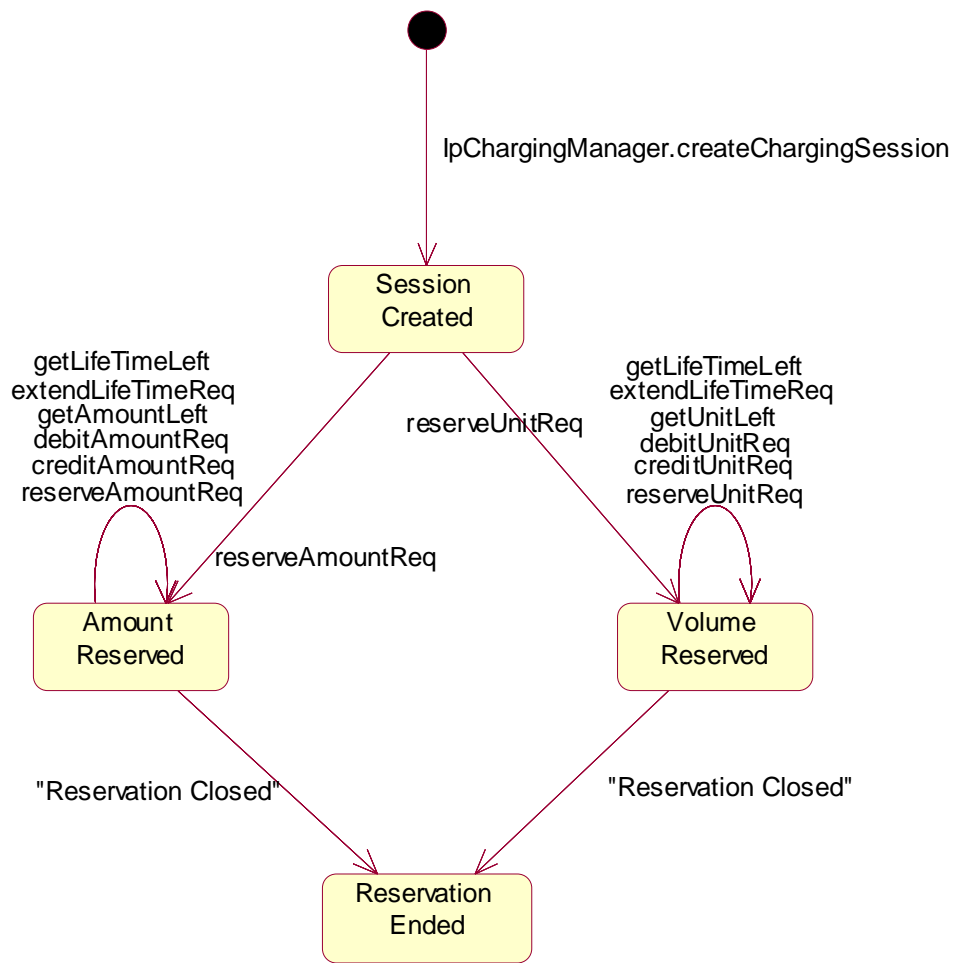 IpChargingManager.createChargingSession
Session
Created
getLifeTimeLeft
extendLifeTimeReq
getAmountLeft
debitAmountReq
creditAmountReq
reserveAmountReq
reserveUnitReq
getLifeTimeLeft
extendLifeTimeReq
getUnitLeft
debitUnitReq
creditUnitReq
reserveUnitReq
reserveAmountReq
Amount
Reserved
Volume
Reserved
"Reservation Closed"
"Reservation Closed"
Reservation
Ended